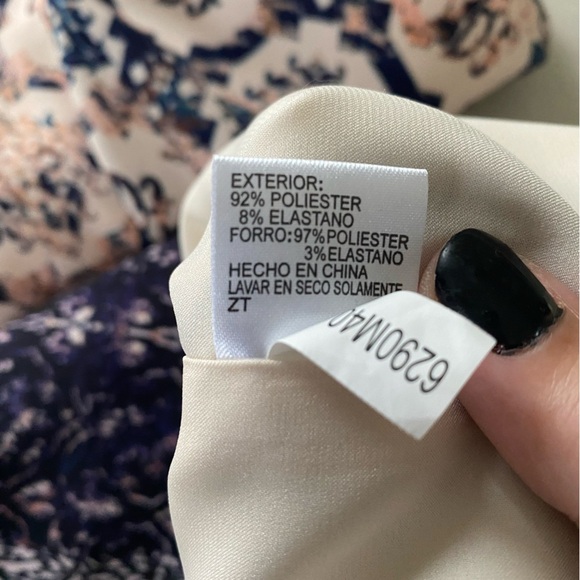 EXTERIOR:
92% POLIESTER
8% ELASTANO
FORRO:97%POLIESTER
3%ELASTANO
HECHO EN CHINA
LAVAR EN SECO SOLAMENTE
ZT
6290M40